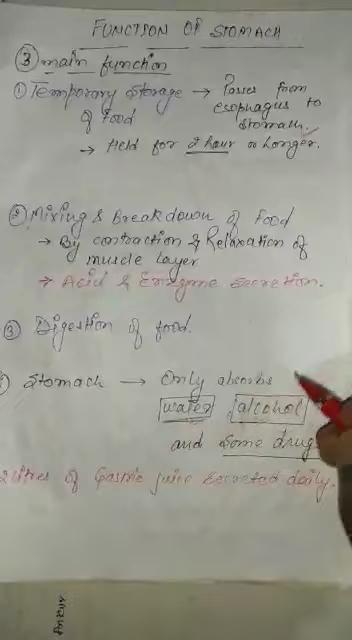 FUNCTION OF STOMACH
③ main function
① Temporary Storage → Passes from
of Food esophagus to
stomach.
→ Held for 2 hour or Longer.
② Mixing & Breakdown of Food
→ By contraction & Relaxation of
muscle layer
→ Acid & Enzyme Secretion.
③ Digestion of food.
Stomach → Only absorbs
water alcohol
and Some drug
2 litres of Gastric juice Secreted daily.